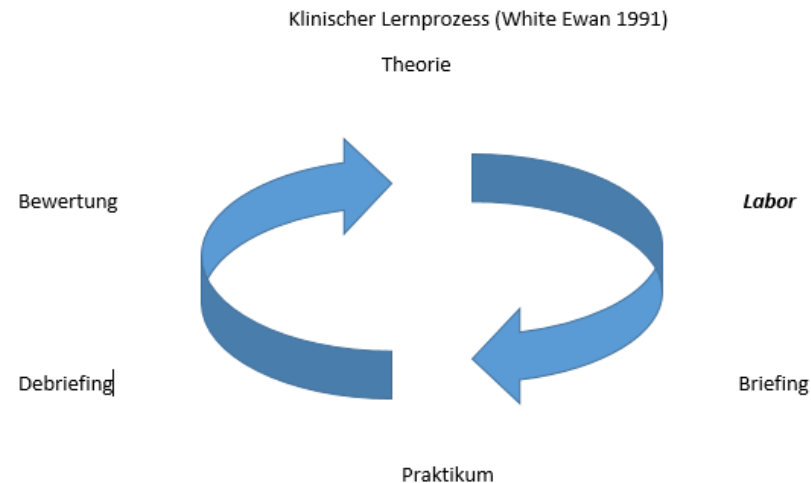 Klinischer Lernprozess (White Ewan 1991)
Theorie
Bewertung
Labor
Debriefing
Briefing
Praktikum